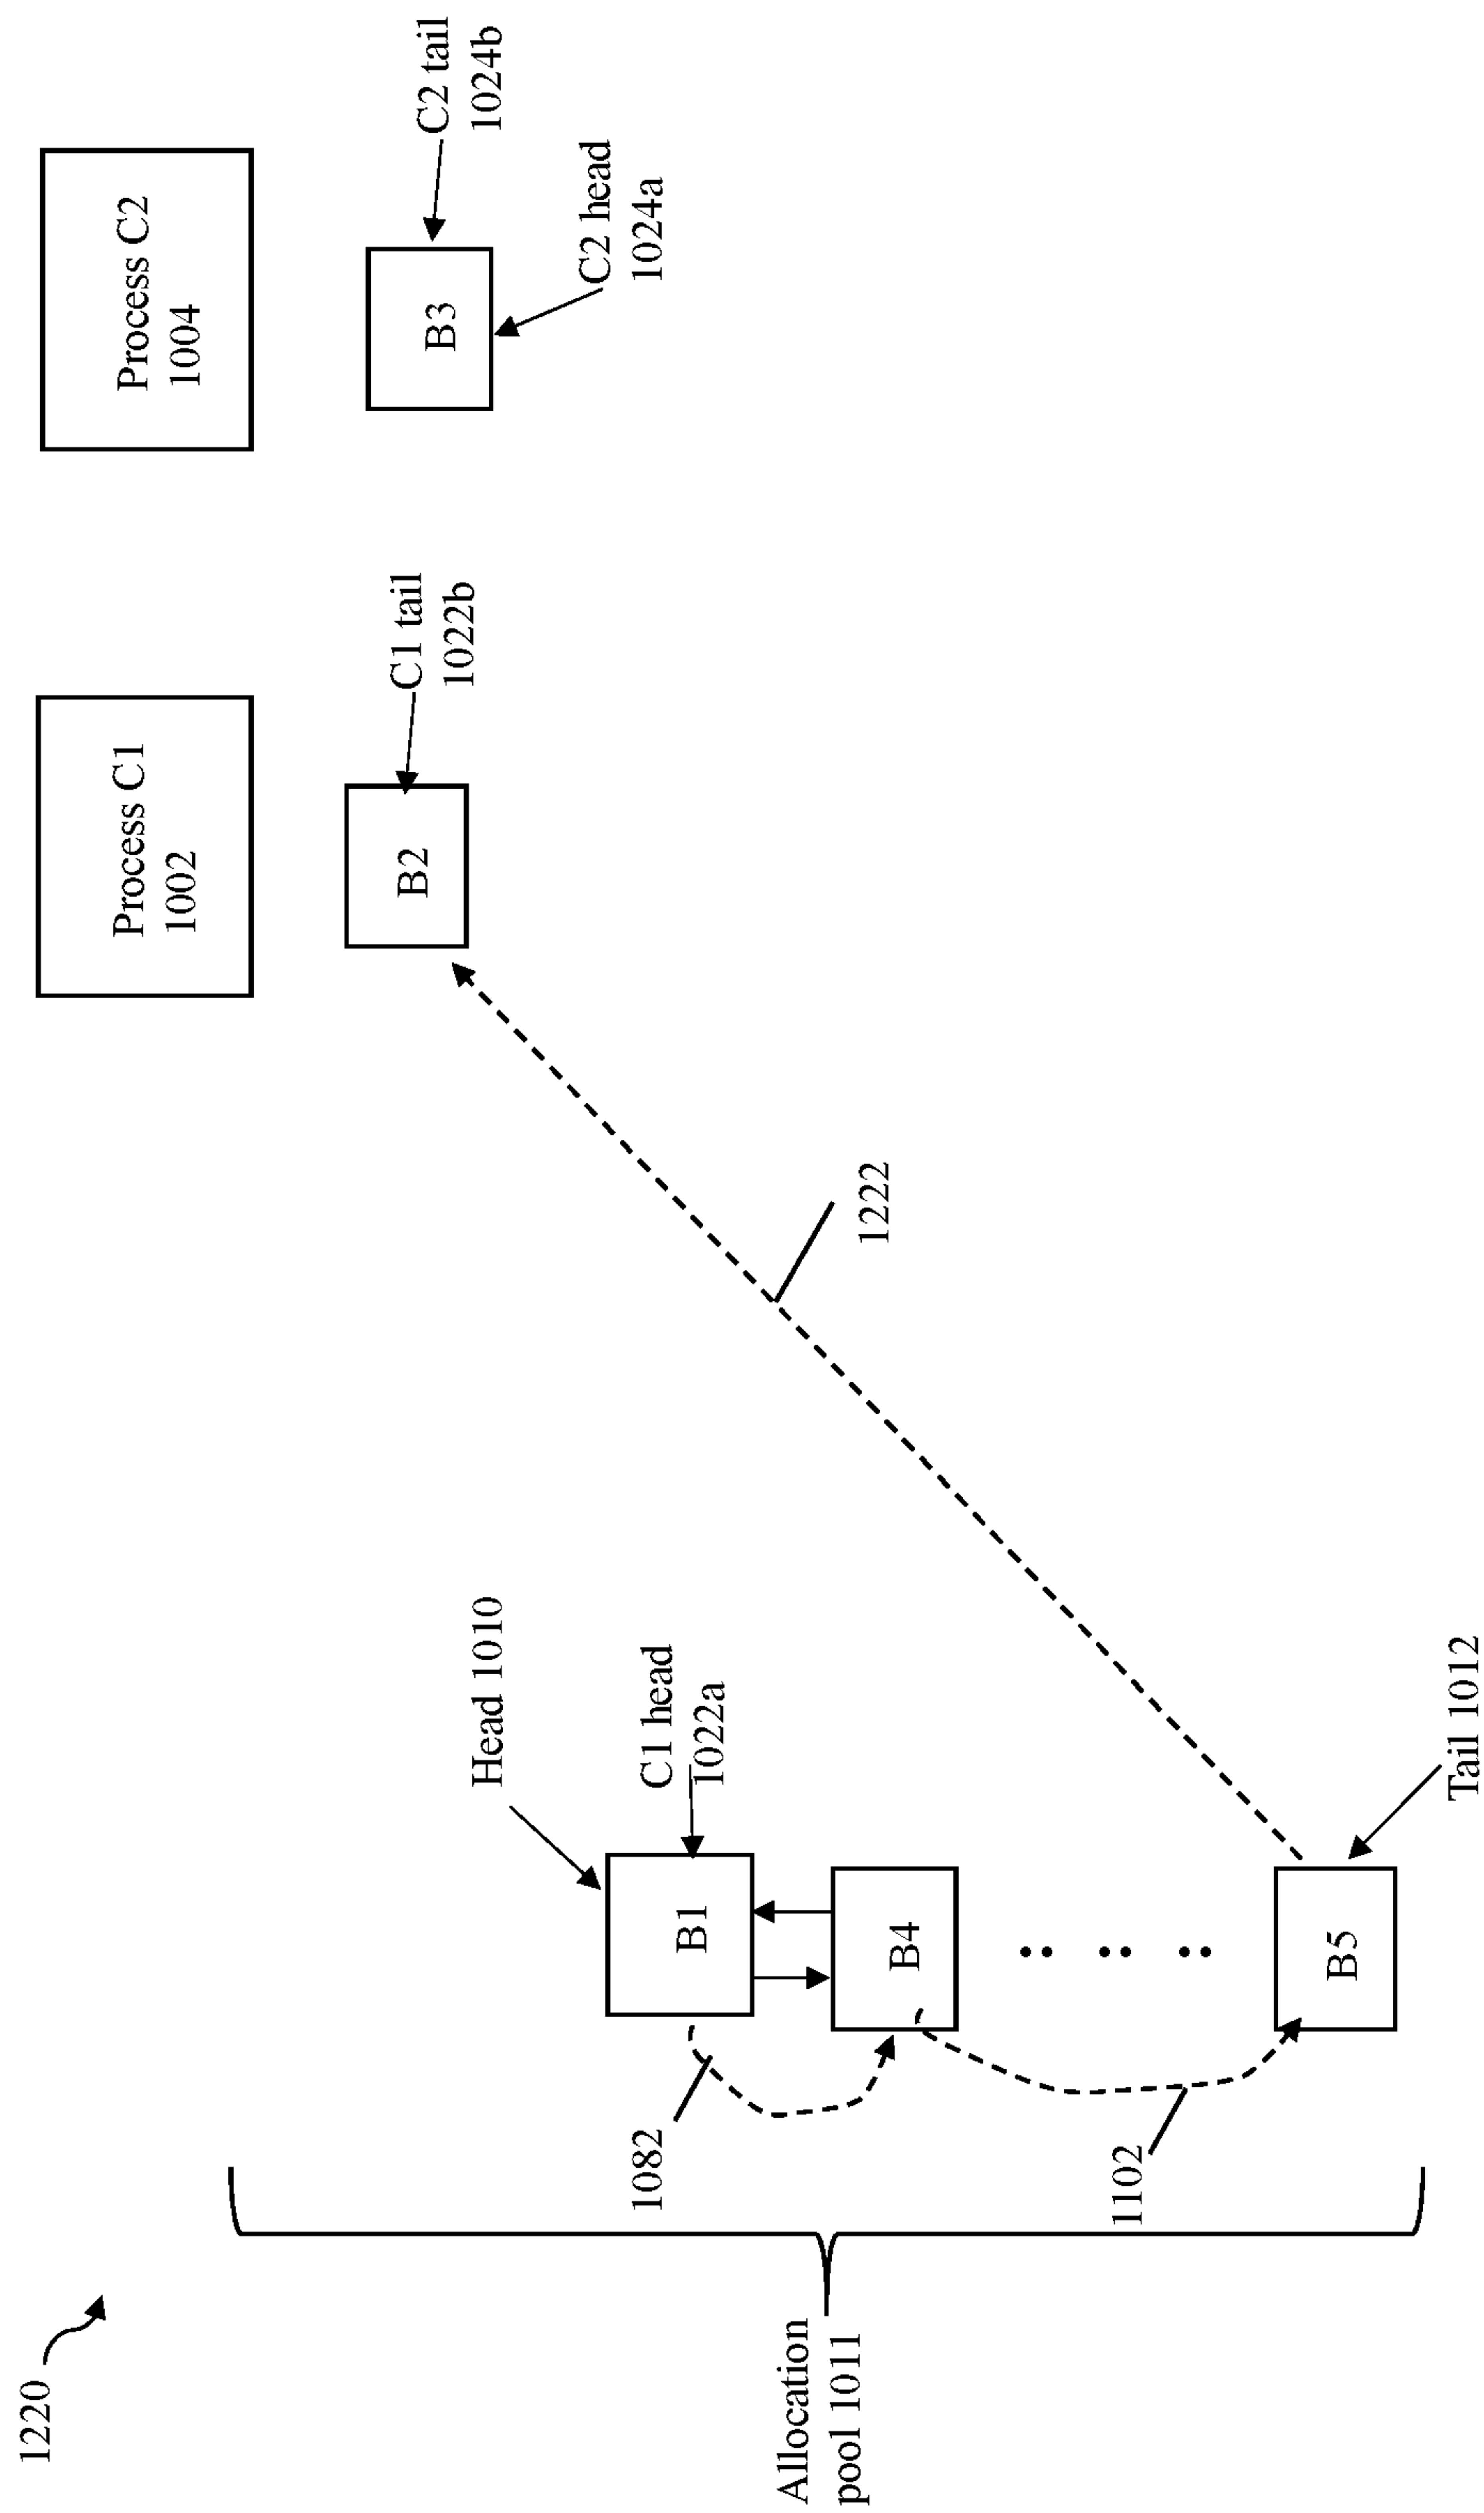 1220
Process C1
1002
Process C2
1004
Head 1010
C1 head
1022a
B2
C1 tail
1022b
B3
C2 tail
1024b
C2 head
1024a
1082
B1
Allocation
pool 1011
B4
1222
1102
B5
Tail 1012